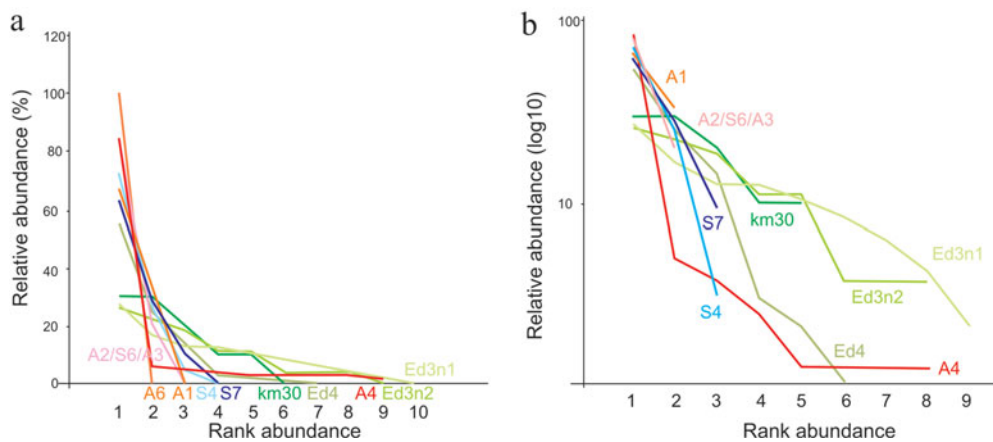 a
120
100
80
60
40
20
0
Relative abundance (%)
A2/S6/A3
Ed3n1
A6 A1 S4 S7 km30 Ed4 A4 Ed3n2
1 2 3 4 5 6 7 8 9 10
Rank abundance
b
100
10
Relative abundance (log10)
A1
A2/S6/A3
S7
km30
Ed3n1
S4
Ed3n2
Ed4
A4
1 2 3 4 5 6 7 8 9
Rank abundance